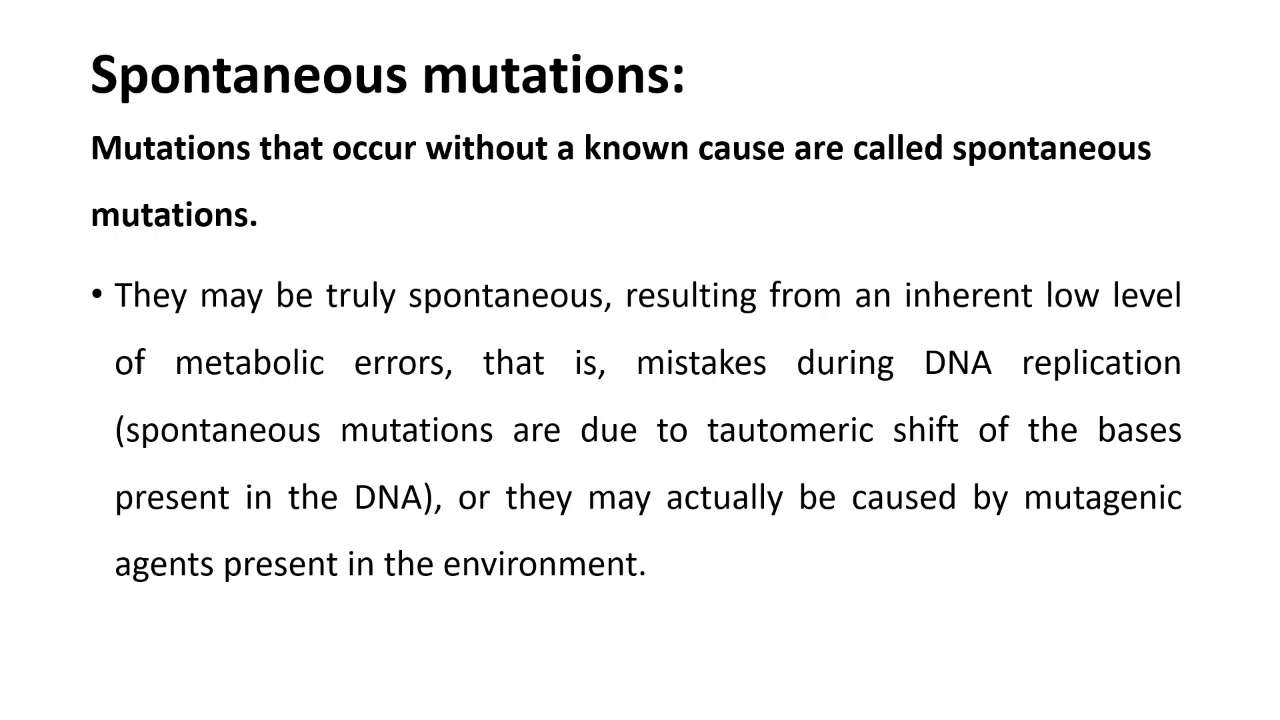 Spontaneous mutations:
Mutations that occur without a known cause are called spontaneous
mutations.
• They may be truly spontaneous, resulting from an inherent low level
of metabolic errors, that is, mistakes during DNA replication
(spontaneous mutations are due to tautomeric shift of the bases
present in the DNA), or they may actually be caused by mutagenic
agents present in the environment.